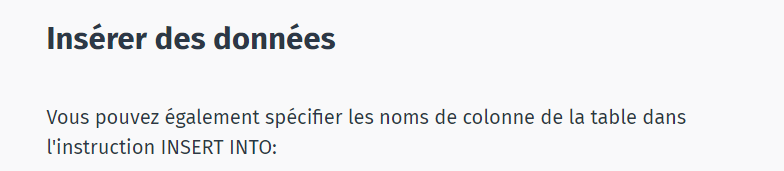 Insérer des données
Vous pouvez également spécifier les noms de colonne de la table dans
l'instruction INSERT INTO: